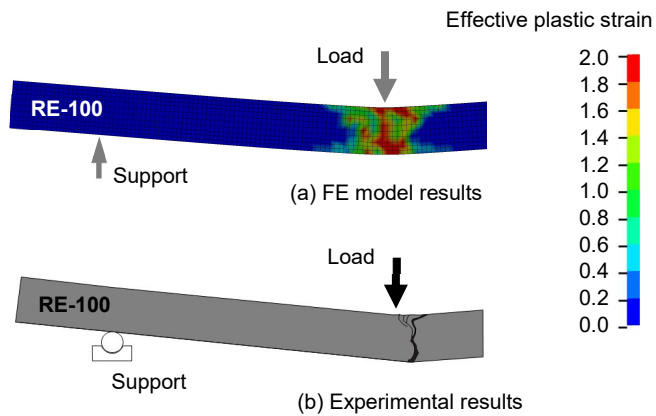 Effective plastic strain
Load
RE-100
Support
(a) FE model results
2.0
1.8
1.6
1.4
1.2
1.0
0.8
0.6
0.4
0.2
0.0
Load
RE-100
Support
(b) Experimental results